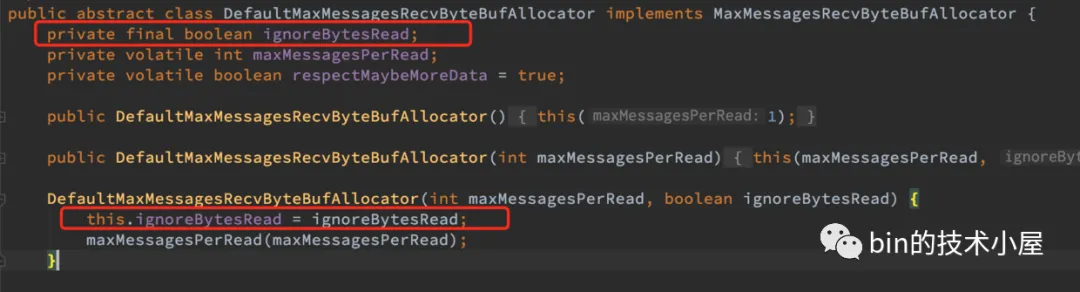 public abstract class DefaultMaxMessagesRecvByteBufAllocator implements MaxMessagesRecvByteBufAllocator {
private final boolean ignoreBytesRead;
private volatile int maxMessagesPerRead;
private volatile boolean respectMaybeMoreData = true;
public DefaultMaxMessagesRecvByteBufAllocator() { this( maxMessagesPerRead: 1); }
public DefaultMaxMessagesRecvByteBufAllocator(int maxMessagesPerRead) { this(maxMessagesPerRead, ignoreByt
DefaultMaxMessagesRecvByteBufAllocator(int maxMessagesPerRead, boolean ignoreBytesRead) {
this.ignoreBytesRead = ignoreBytesRead;
maxMessagesPerRead(maxMessagesPerRead);
}
bin的技术小屋